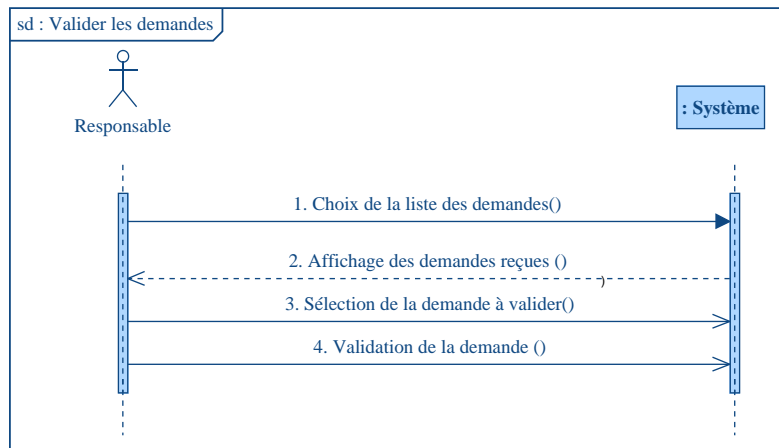 sd : Valider les demandes
Responsable
: Système
1. Choix de la liste des demandes()
2. Affichage des demandes reçues ()
)
3. Sélection de la demande à valider()
4. Validation de la demande ()